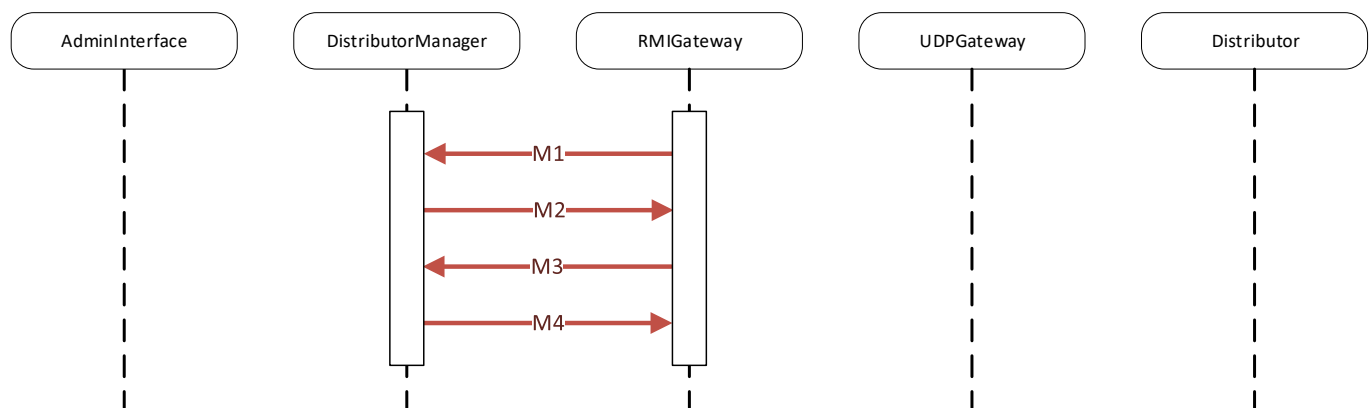 AdminInterface
DistributorManager
RMIGateway
UDPGateway
Distributor
M1
M2
M3
M4